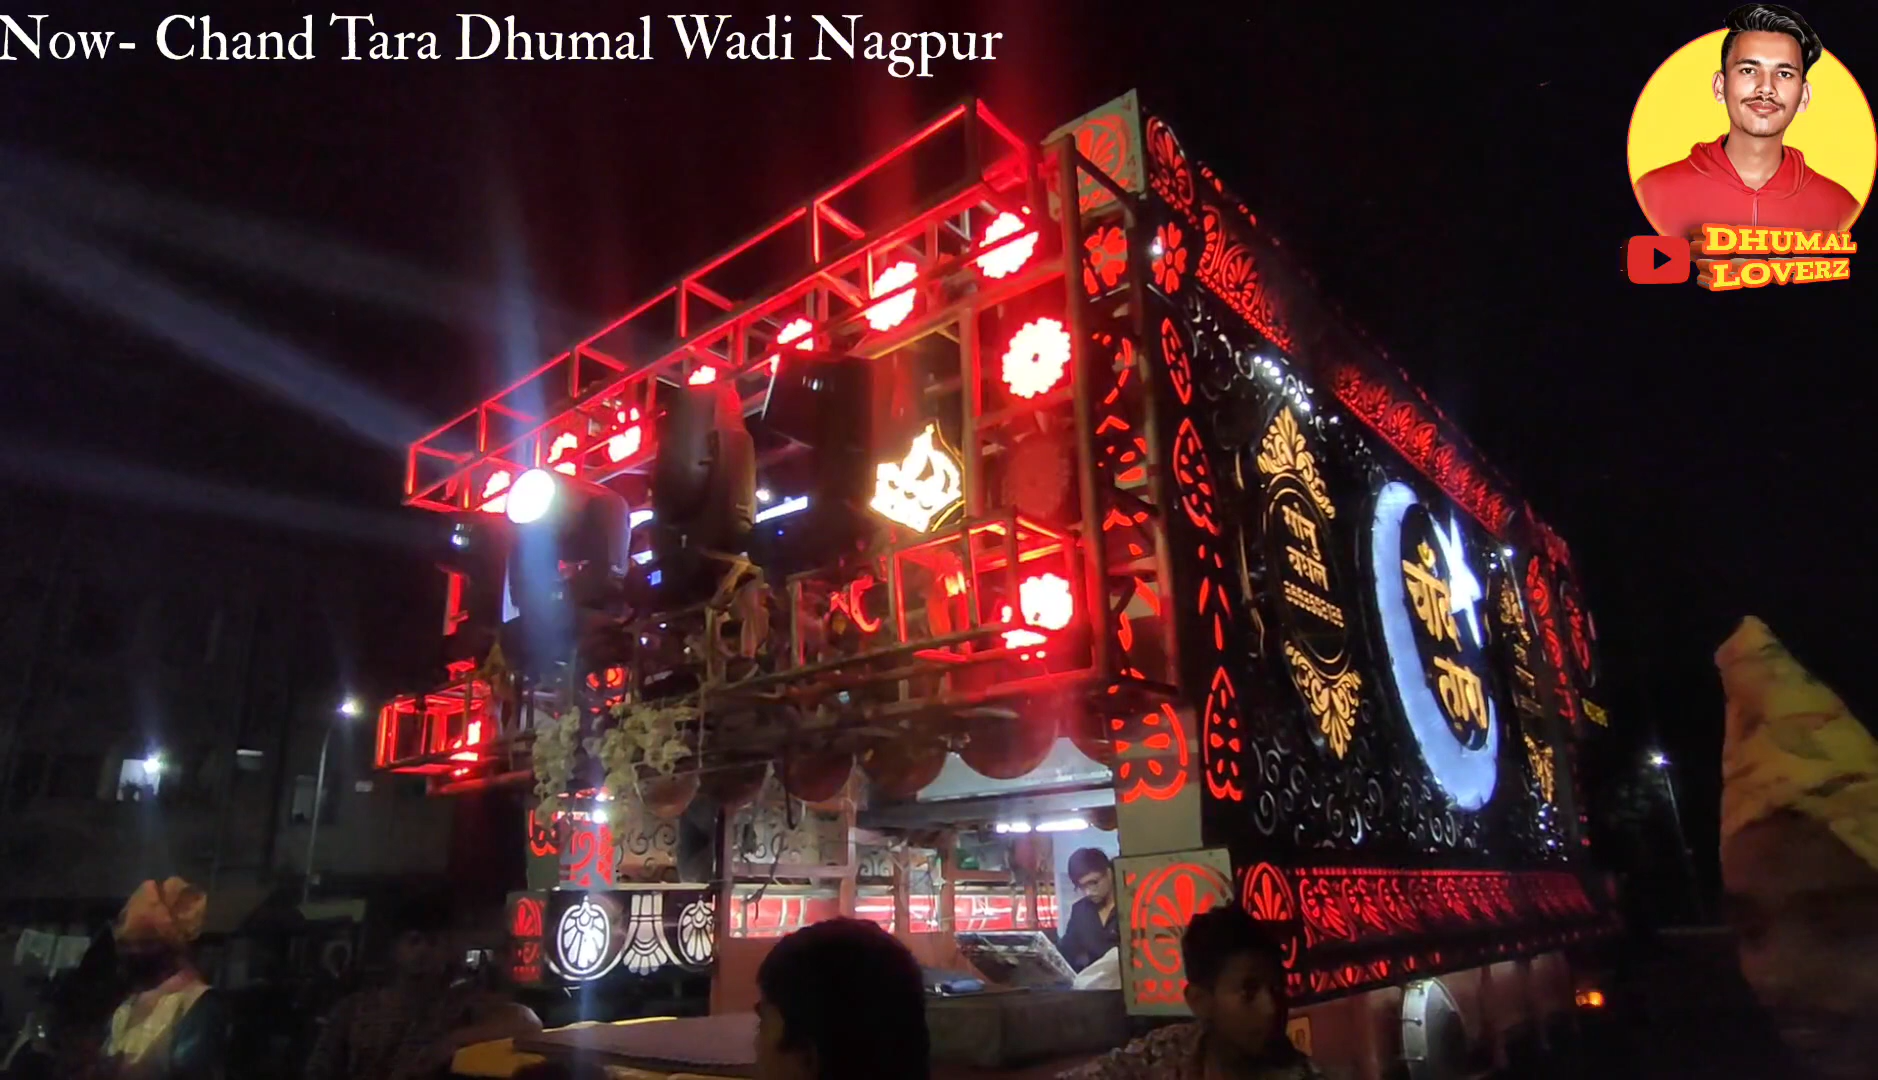 Now- Chand Tara Dhumal Wadi Nagpur
DHUMAL
LOVERZ
चाँद
तारा